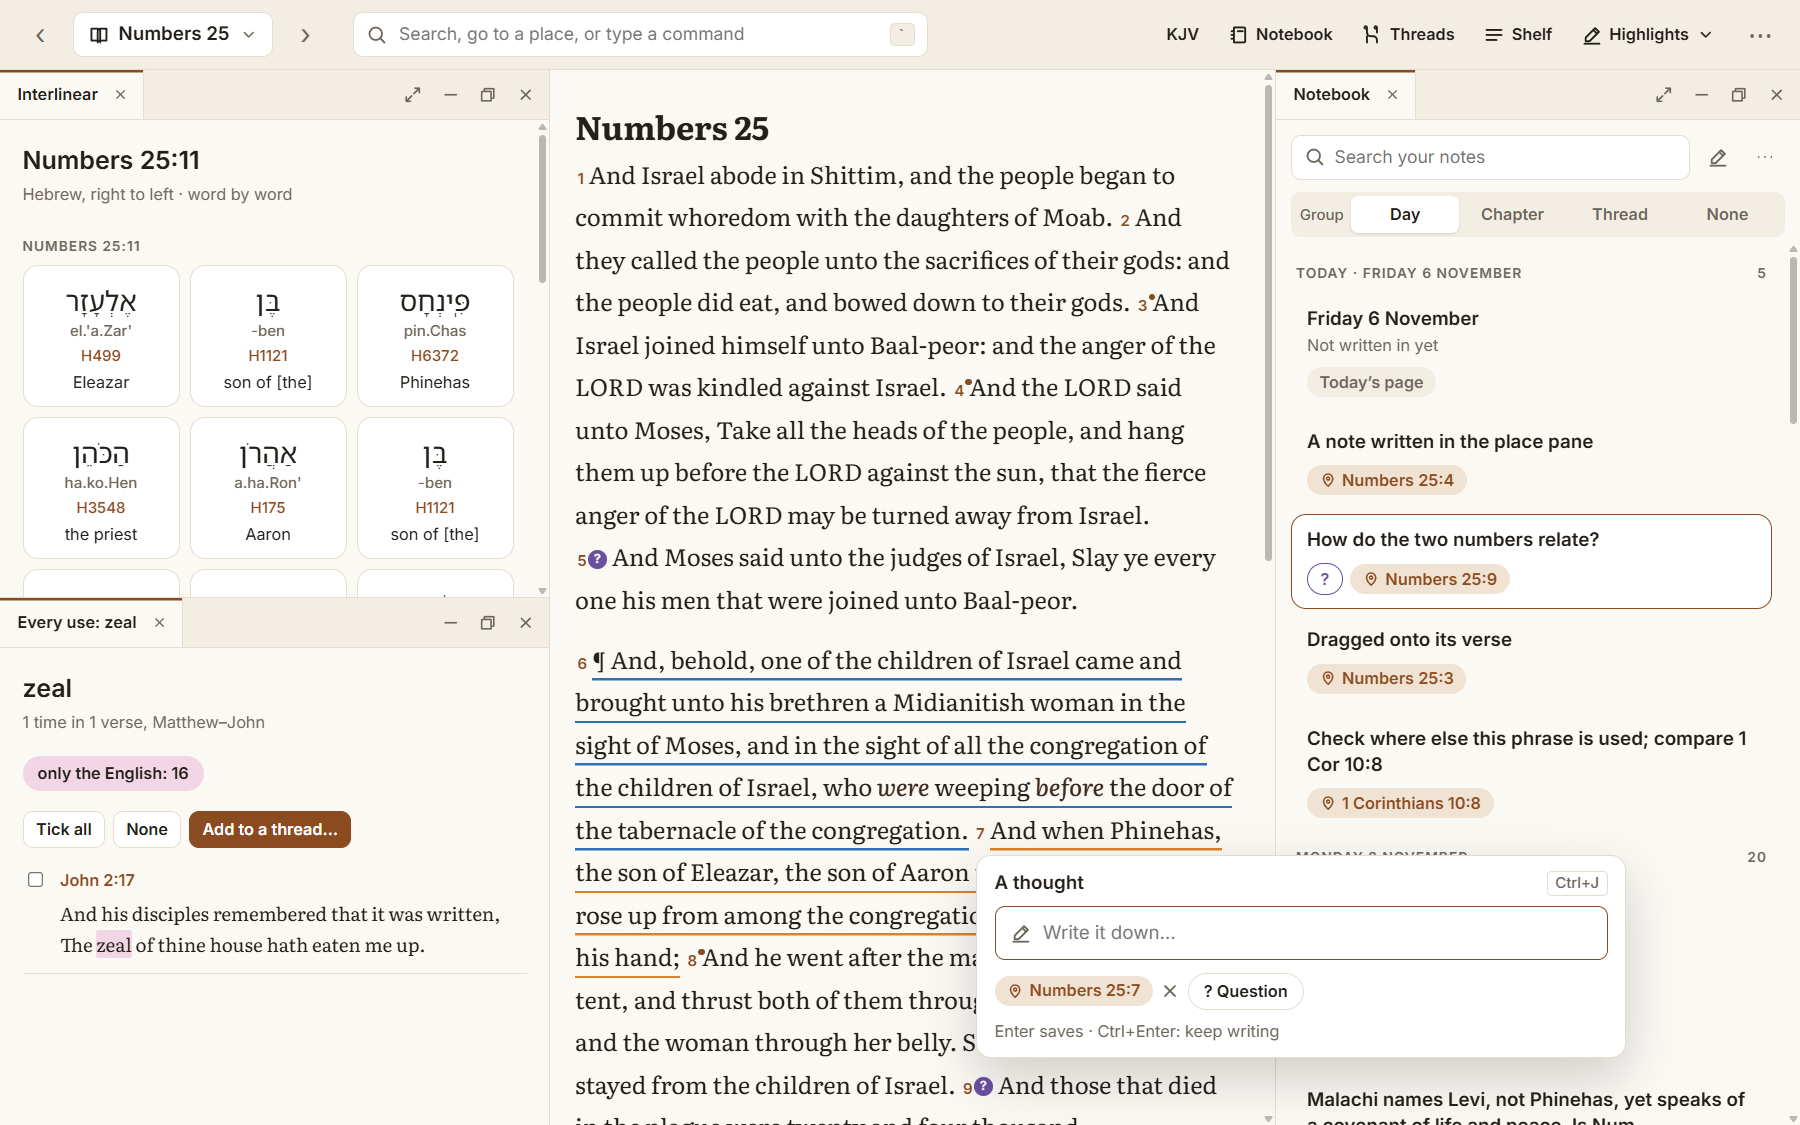 Numbers 25
Search, go to a place, or type a command
`
KJV
Notebook
Threads
Shelf
Highlights
Interlinear
Numbers 25:11
Hebrew, right to left · word by word
NUMBERS 25:11
אֶלְעָזָר
el.'a.Zar'
H499
Eleazar
בֶּן
-ben
H1121
son of [the]
פִּינְחָס
pin.Chas
H6372
Phinehas
הַכֹּהֵן
ha.ko.Hen
H3548
the priest
אַהֲרֹן
a.ha.Ron'
H175
Aaron
בֶּן
-ben
H1121
son of [the]
Every use: zeal
zeal
1 time in 1 verse, Matthew–John
only the English: 16
Tick all
None
Add to a thread...
John 2:17
And his disciples remembered that it was written,
The zeal of thine house hath eaten me up.
Numbers 25
1 And Israel abode in Shittim, and the people began to
commit whoredom with the daughters of Moab. 2 And
they called the people unto the sacrifices of their gods: and
the people did eat, and bowed down to their gods. 3 And
Israel joined himself unto Baal-peor: and the anger of the
LORD was kindled against Israel. 4 And the LORD said
unto Moses, Take all the heads of the people, and hang
them up before the LORD against the sun, that the fierce
anger of the LORD may be turned away from Israel.
5 ? And Moses said unto the judges of Israel, Slay ye every
one his men that were joined unto Baal-peor.
6 ¶ And, behold, one of the children of Israel came and
brought unto his brethren a Midianitish woman in the
sight of Moses, and in the sight of all the congregation of
the children of Israel, who were weeping before the door of
the tabernacle of the congregation. 7 And when Phinehas,
the son of Eleazar, the son of Aaron
rose up from among the
his hand; 8 And he went after the
tent, and thrust both of them
and the woman through her belly.
stayed from the children of Israel. 9 ? And those that died
Notebook
Search your notes
Group
Day
Chapter
Thread
None
TODAY · FRIDAY 6 NOVEMBER
5
Friday 6 November
Not written in yet
Today’s page
A note written in the place pane
Numbers 25:4
How do the two numbers relate?
?
Numbers 25:9
Dragged onto its verse
Numbers 25:3
Check where else this phrase is used; compare 1
Cor 10:8
1 Corinthians 10:8
20
A thought
Ctrl+J
Write it down...
Numbers 25:7
? Question
Enter saves · Ctrl+Enter: keep writing
Malachi names Levi, not Phinehas, yet speaks of